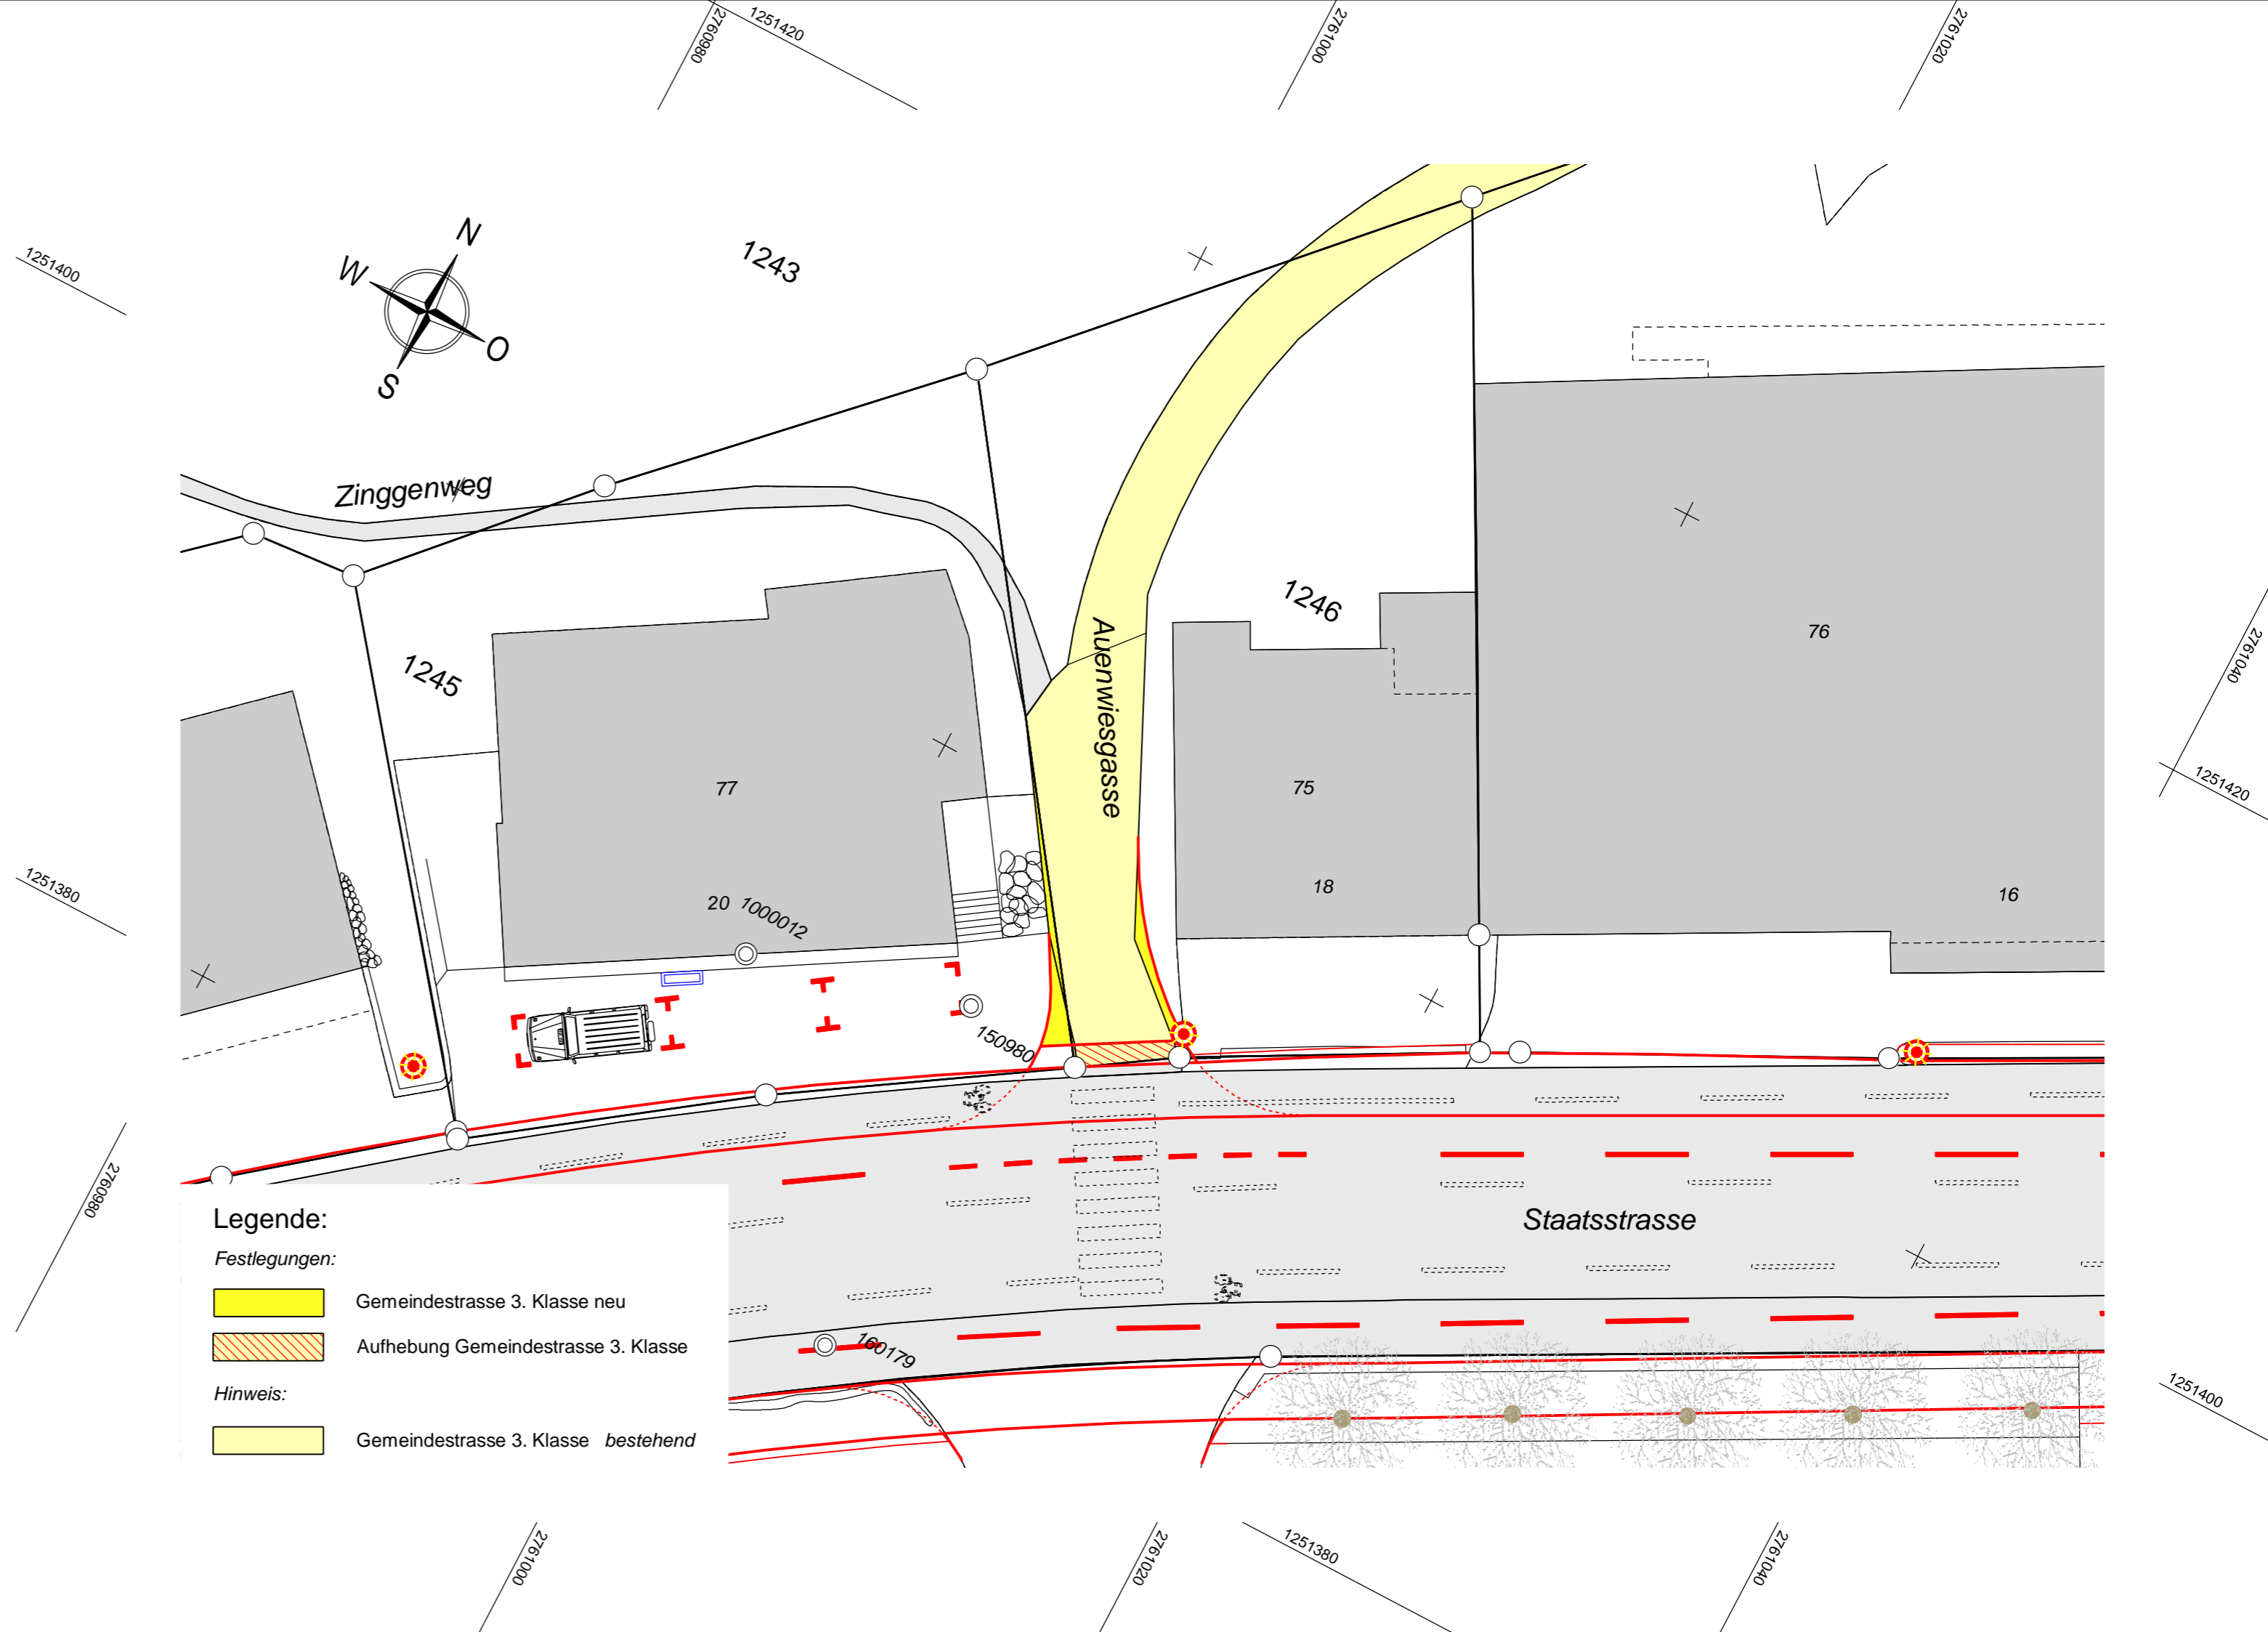 2760980
1251420
2761000
2761020
1251400
N
W
O
S
1243
Zinggenweg
1246
1245
Auenwiesgasse
76
77
75
2761040
1251420
1251380
20
1000012
18
16
150980
2760980
Staatsstrasse
Legende:
Festlegungen:
Gemeindestrasse 3. Klasse neu
Aufhebung Gemeindestrasse 3. Klasse
Hinweis:
Gemeindestrasse 3. Klasse bestehend
160179
1251400
2761000
2761020
1251380
2761040